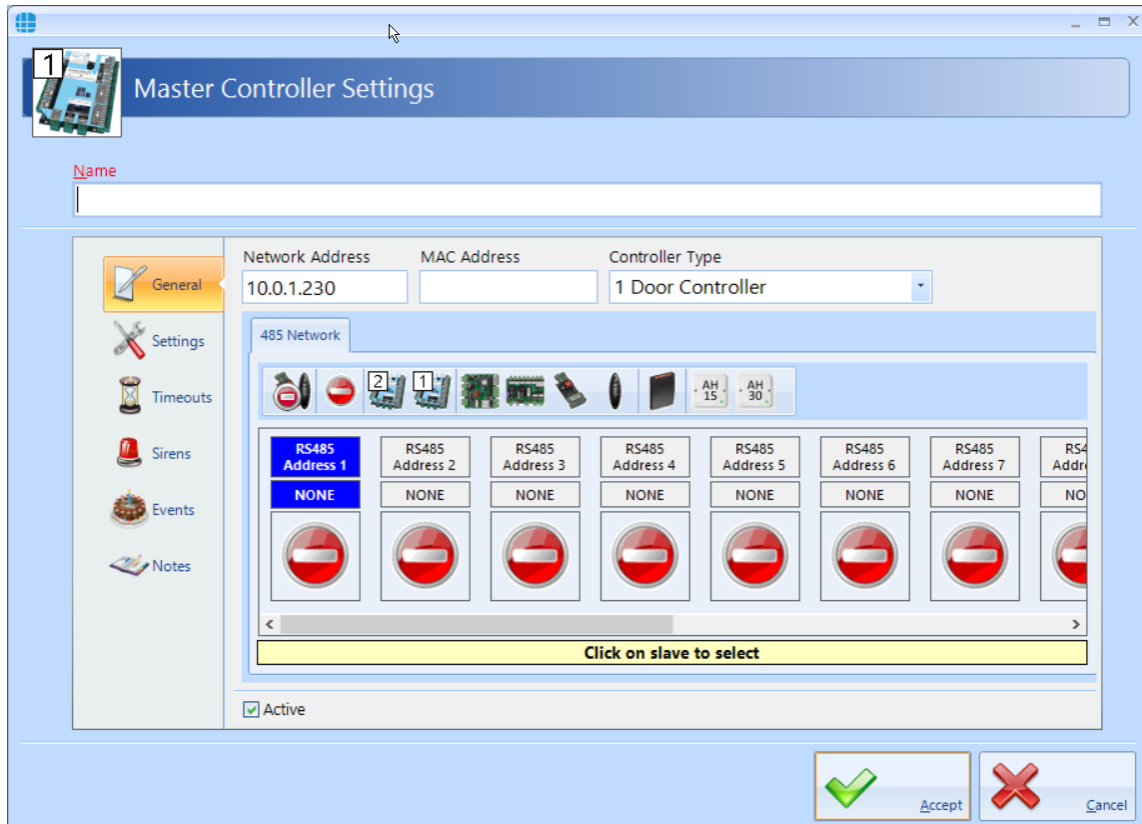 1
Master Controller Settings
Name
General
Settings
Timeouts
Sirens
Events
Notes
Network Address
MAC Address
Controller Type
10.0.1.230
1 Door Controller
485 Network
2
1
AH
15
AH
30
RS485
Address 1
RS485
Address 2
RS485
Address 3
RS485
Address 4
RS485
Address 5
RS485
Address 6
RS485
Address 7
NONE
NONE
NONE
NONE
NONE
NONE
NONE
Click on slave to select
Active
Accept
Cancel